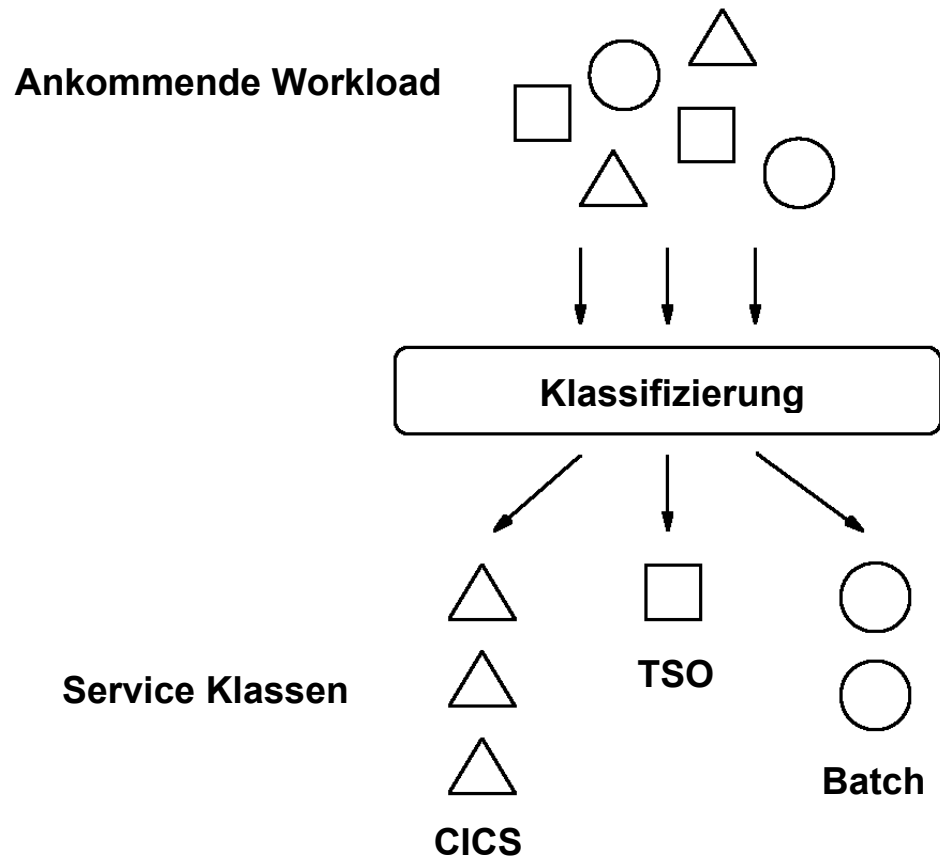 Ankommende Workload
Klassifizierung
Service Klassen
TSO
Batch
CICS